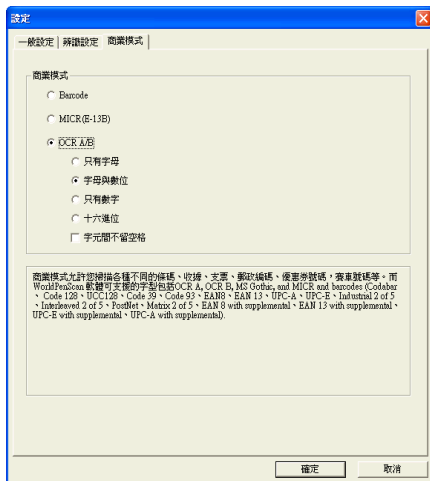 設定
一般設定 辨識設定 商業模式
商業模式
Barcode
MICR(E-13B)
OCR A/B
只有字母
字母與數位
只有數字
十六進位
字元間不留空格
商業模式允許您掃描各種不同的條碼、收據、支票、郵政編碼、優惠券號碼，賽車號碼等。而
WorldPenScan 軟體可支援的字型包括OCR A, OCR B, MS Gothic, and MICR and barcodes (Codabar
、Code 128、UCC128、Code 39、Code 93、EAN8、EAN 13、UPC-A、UPC-E、Industrial 2 of 5
、Interleaved 2 of 5、PostNet、Matrix 2 of 5、EAN 8 with supplemental、EAN 13 with supplemental、
UPC-E with supplemental、UPC-A with supplemental).
確定 取消